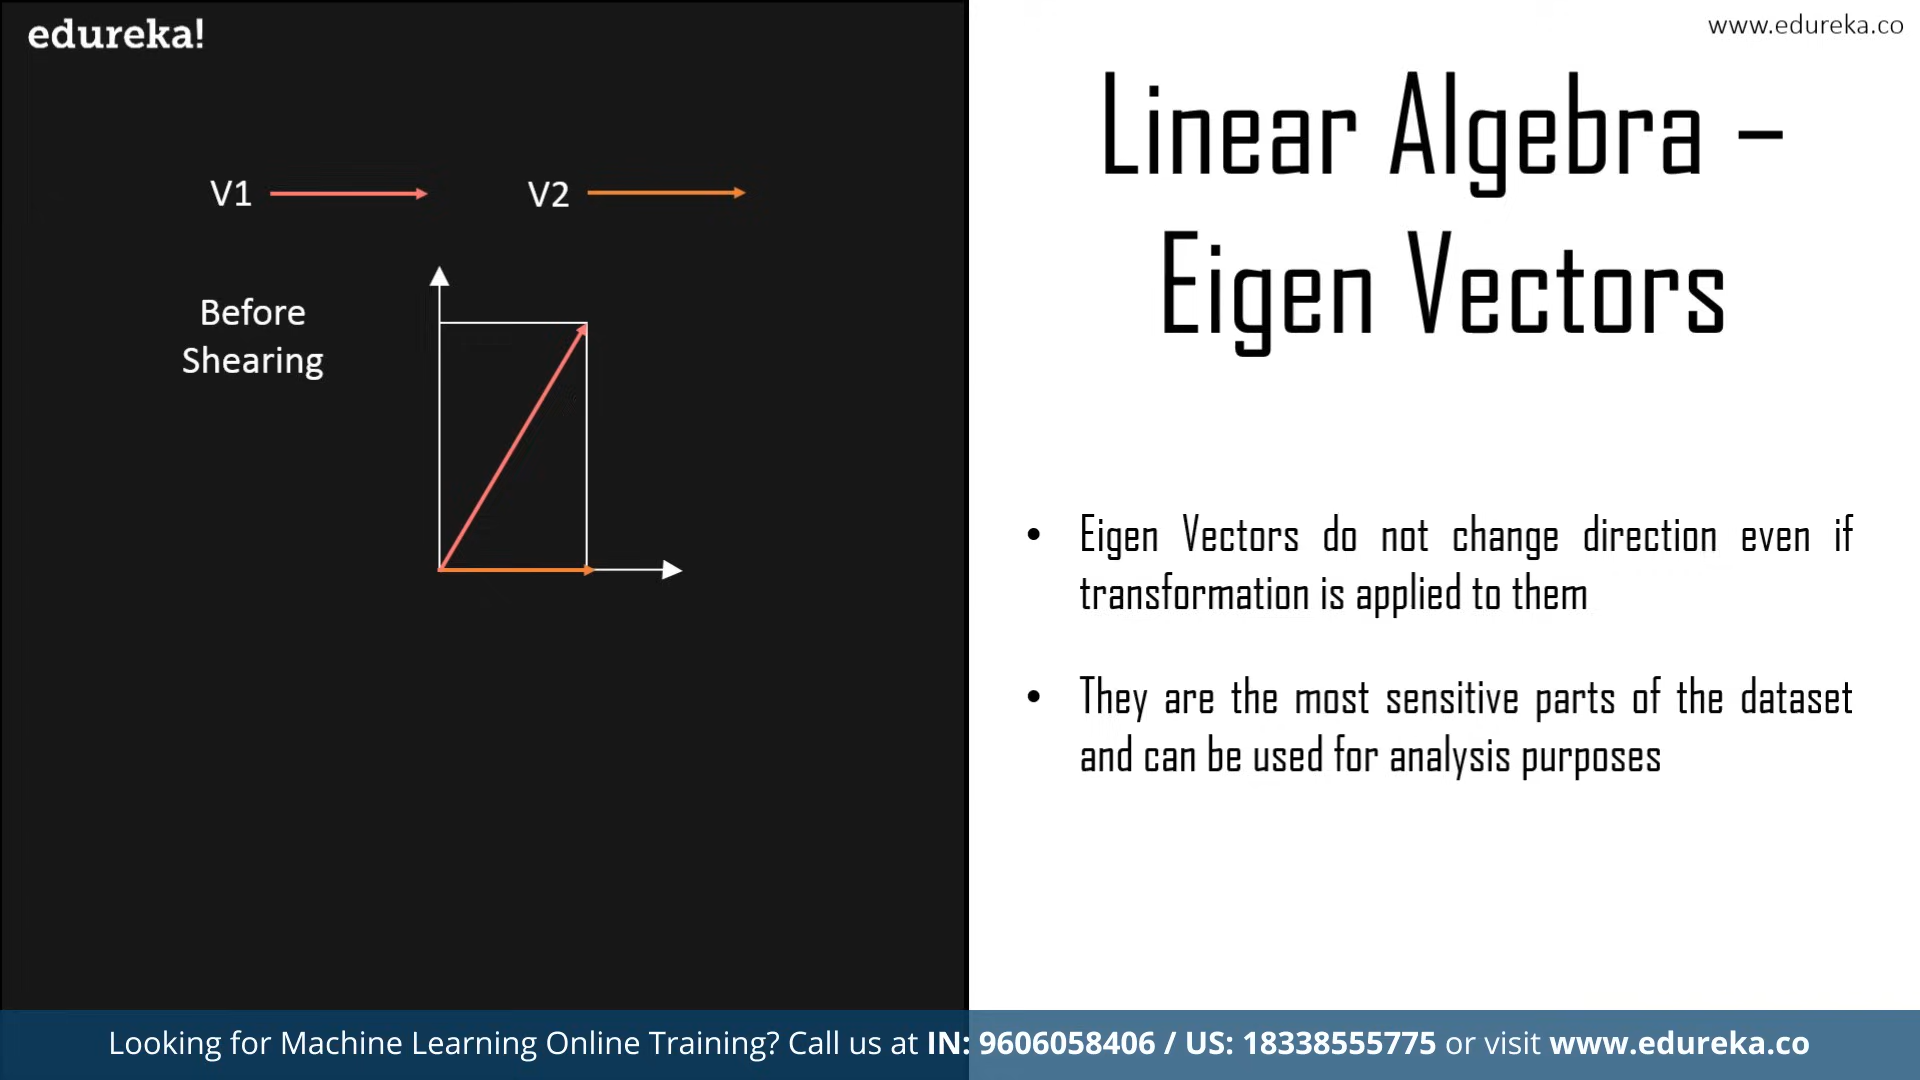 edureka!
www.edureka.co
V1
V2
Before
Shearing
Linear Algebra –
Eigen Vectors
• Eigen Vectors do not change direction even if
transformation is applied to them
• They are the most sensitive parts of the dataset
and can be used for analysis purposes
Looking for Machine Learning Online Training? Call us at IN: 9606058406 / US: 18338555775 or visit www.edureka.co